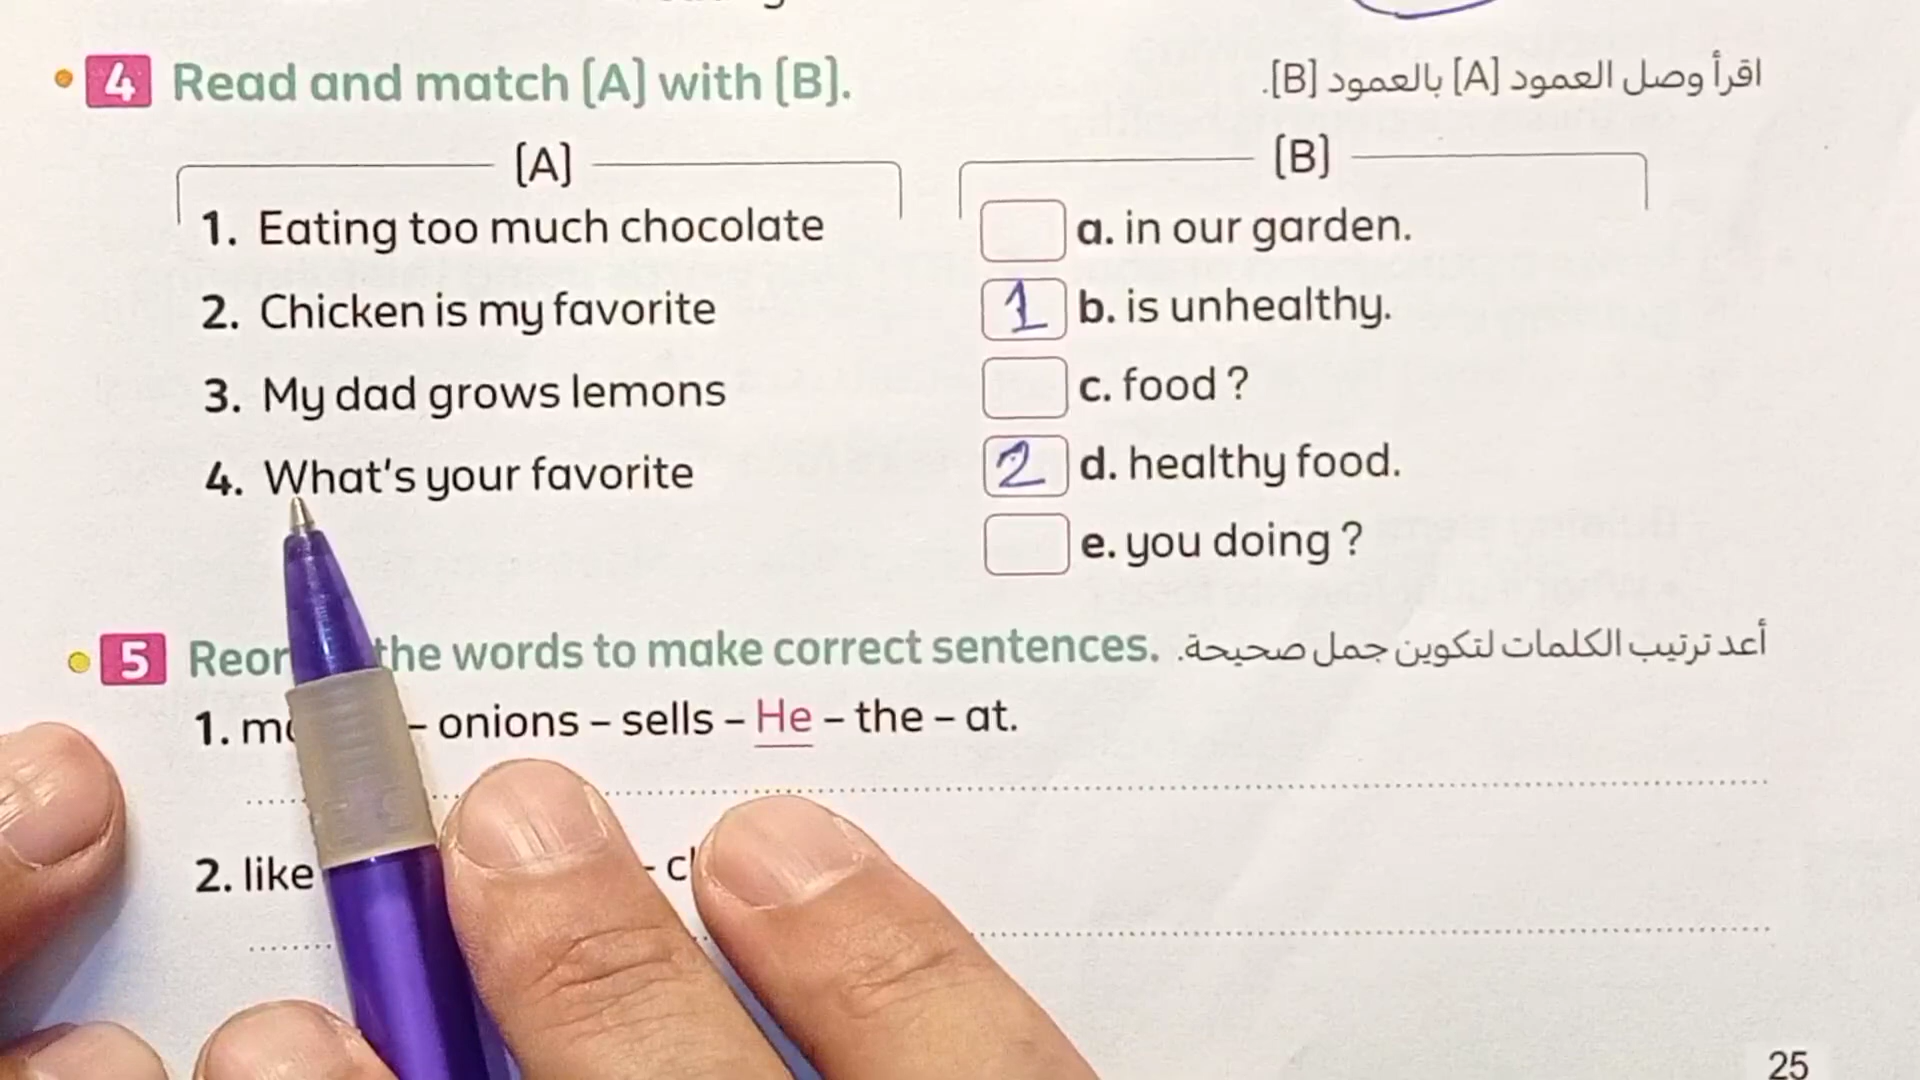 4 Read and match [A] with [B]. اقرأ وصل العمود [A] بالعمود [B].
[A] [B]
1. Eating too much chocolate
2. Chicken is my favorite
3. My dad grows lemons
4. What's your favorite
a. in our garden.
1 b. is unhealthy.
c. food ?
2 d. healthy food.
e. you doing ?
5 the words to make correct sentences. أعد ترتيب الكلمات لتكوين جمل صحيحة.
1. – onions – sells – He – the – at.
2. like
25